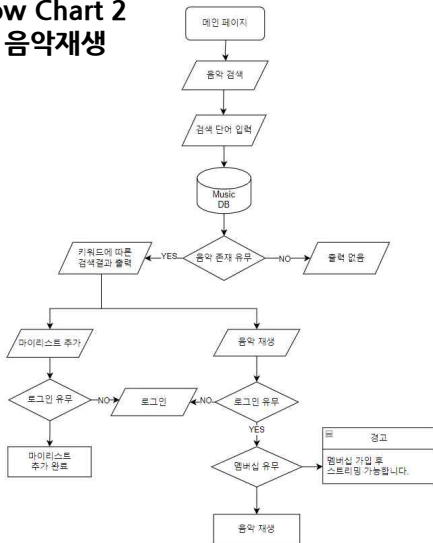 ow Chart 2
음악재생
메인 페이지
음악 검색
검색 단어 입력
Music
DB
음악 존재 유무
YES
NO
키워드에 따른
검색결과 출력
출력 없음
마이리스트 추가
음악 재생
로그인 유무
NO
로그인
NO
로그인 유무
YES
마이리스트
추가 완료
멤버십 유무
경고
멤버십 가입 후
스트리밍 가능합니다.
음악 재생